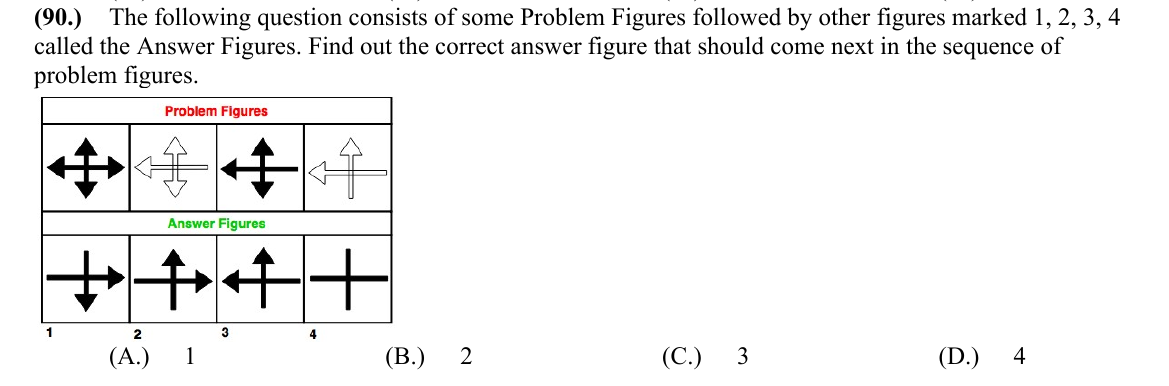 (90.) The following question consists of some Problem Figures followed by other figures marked 1, 2, 3, 4
called the Answer Figures. Find out the correct answer figure that should come next in the sequence of
problem figures.
Problem Figures
Answer Figures
1 2 3 4
(A.) 1 (B.) 2 (C.) 3 (D.) 4